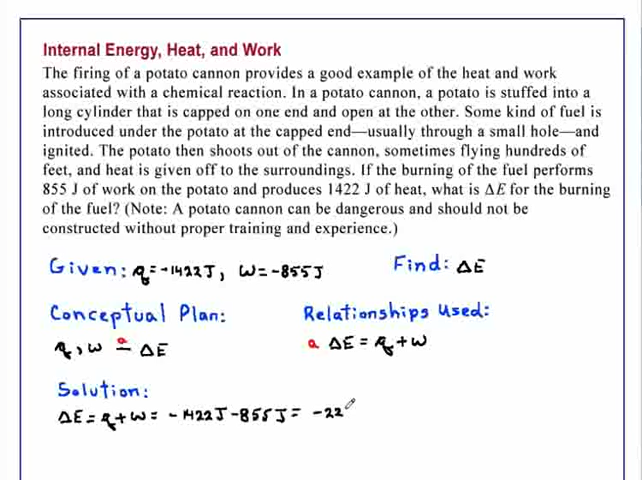 Internal Energy, Heat, and Work
The firing of a potato cannon provides a good example of the heat and work
associated with a chemical reaction. In a potato cannon, a potato is stuffed into a
long cylinder that is capped on one end and open at the other. Some kind of fuel is
introduced under the potato at the capped end—usually through a small hole—and
ignited. The potato then shoots out of the cannon, sometimes flying hundreds of
feet, and heat is given off to the surroundings. If the burning of the fuel performs
855 J of work on the potato and produces 1422 J of heat, what is ΔE for the burning
of the fuel? (Note: A potato cannon can be dangerous and should not be
constructed without proper training and experience.)
Given: q=-1422J, w=-855J Find: ΔE
Conceptual Plan: Relationships Used:
q, w a→ ΔE a ΔE = q + w
Solution:
ΔE = q + w = -1422J -855J = -22